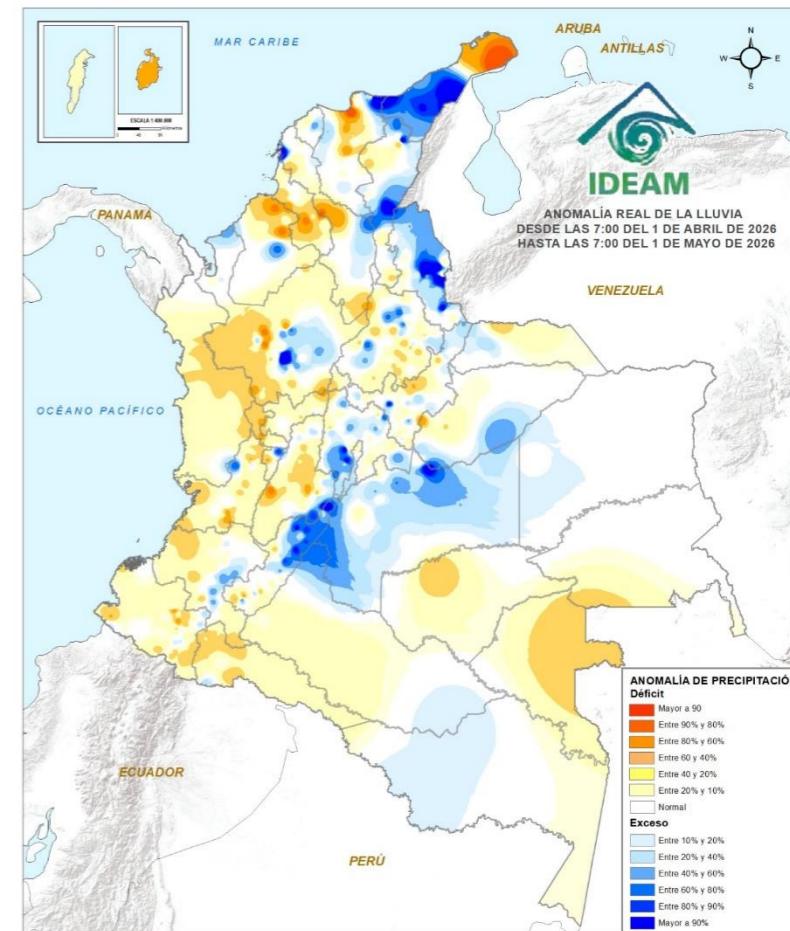 MAR CARIBE
ARUBA
ANTILLAS
N
W
E
S
ESCALA 1:400.000
IDEAM
ANOMALÍA REAL DE LA LLUVIA
DESDE LAS 7:00 DEL 1 DE ABRIL DE 2026
HASTA LAS 7:00 DEL 1 DE MAYO DE 2026
PANAMÁ
VENEZUELA
OCÉANO PACÍFICO
ECUADOR
PERÚ
ANOMALÍA DE PRECIPITACIÓ
Déficit
Mayor a 90
Entre 90% y 80%
Entre 80% y 60%
Entre 60 y 40%
Entre 40 y 20%
Entre 20% y 10%
Normal
Exceso
Entre 10% y 20%
Entre 20% y 40%
Entre 40% y 60%
Entre 60% y 80%
Entre 80% y 90%
Mayor a 90%